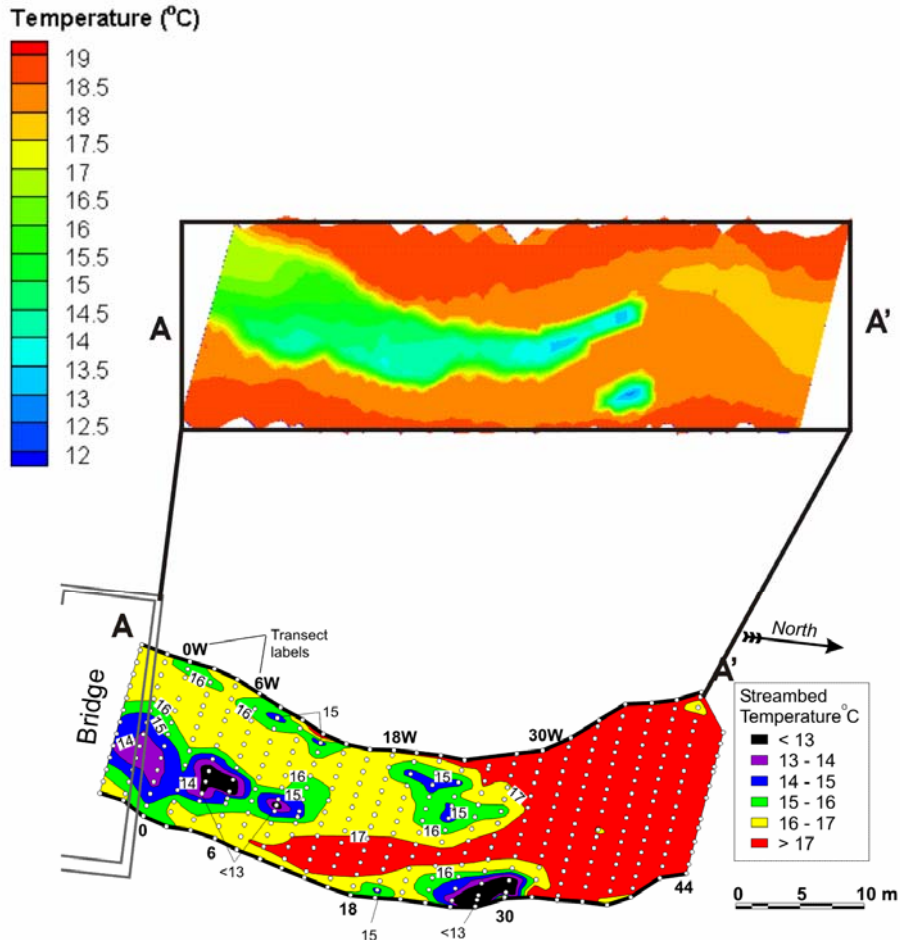 Temperature (°C)
19
18.5
18
17.5
17
16.5
16
15.5
15
14.5
14
13.5
13
12.5
12
A
A'
A
0W
Transect
labels
North
A'
6W
16
15
Streambed
Temperature°C
< 13
13 - 14
14 - 15
15 - 16
16 - 17
> 17
Bridge
16
15
16
18W
30W
14
14
16
15
15
17
15
16
17
0
6
<13
16
44
18
30
15
<13
0 5 10 m